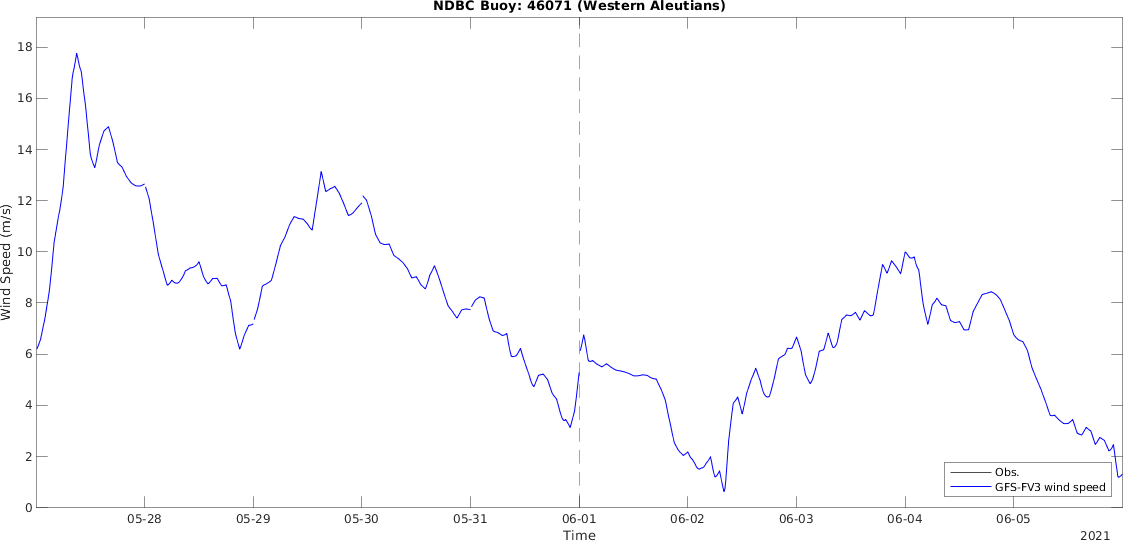 NDBC Buoy: 46071 (Western Aleutians)
18
16
14
12
10
8
6
4
2
0
Wind Speed (m/s)
05-28 05-29 05-30 05-31 06-01 06-02 06-03 06-04 06-05
Time
2021
Obs.
GFS-FV3 wind speed